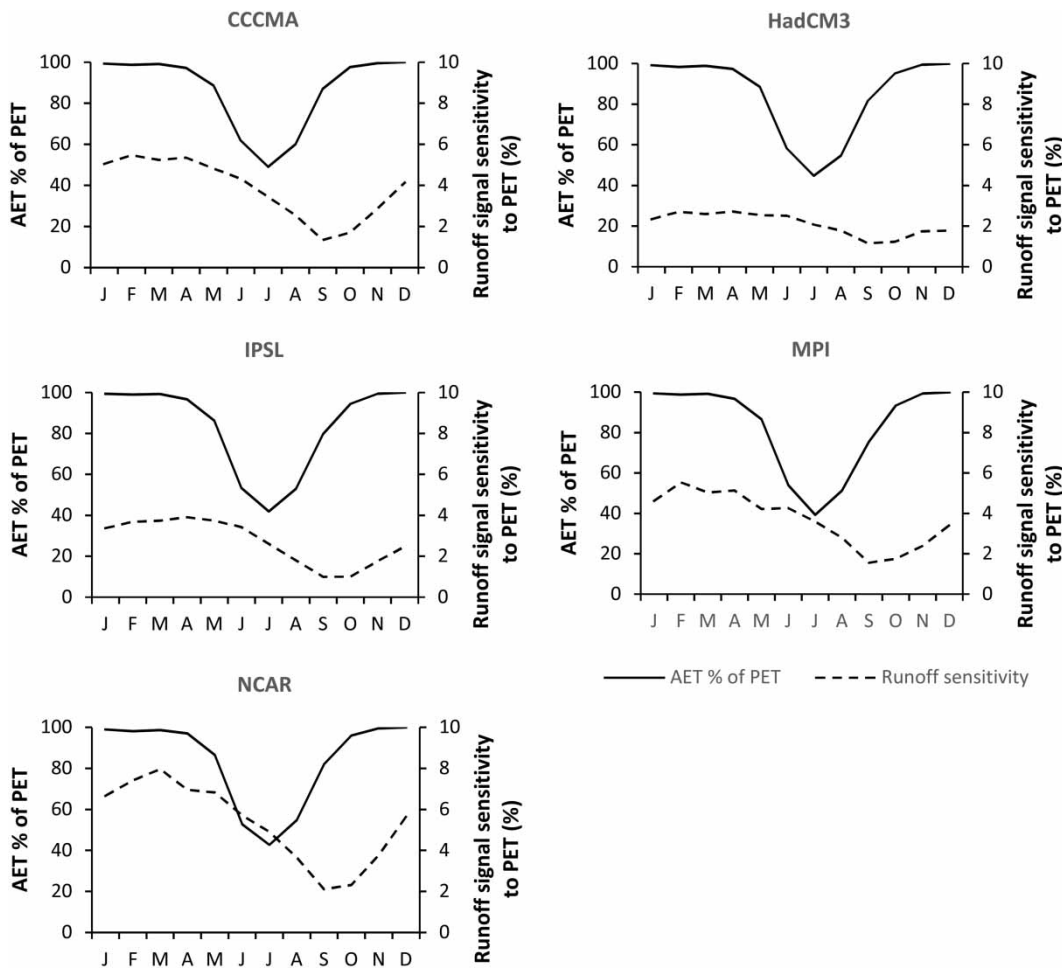 CCCMA
AET % of PET
100
80
60
40
20
0
10
8
6
4
2
0
Runoff signal sensitivity
to PET (%)
J F M A M J J A S O N D
HadCM3
AET % of PET
100
80
60
40
20
0
10
8
6
4
2
0
Runoff signal sensitivity
to PET (%)
J F M A M J J A S O N D
IPSL
AET % of PET
100
80
60
40
20
0
10
8
6
4
2
0
Runoff signal sensitivity
to PET (%)
J F M A M J J A S O N D
MPI
AET % of PET
100
80
60
40
20
0
10
8
6
4
2
0
Runoff signal sensitivity
to PET (%)
J F M A M J J A S O N D
AET % of PET Runoff sensitivity
NCAR
AET % of PET
100
80
60
40
20
0
10
8
6
4
2
0
Runoff signal sensitivity
to PET (%)
J F M A M J J A S O N D